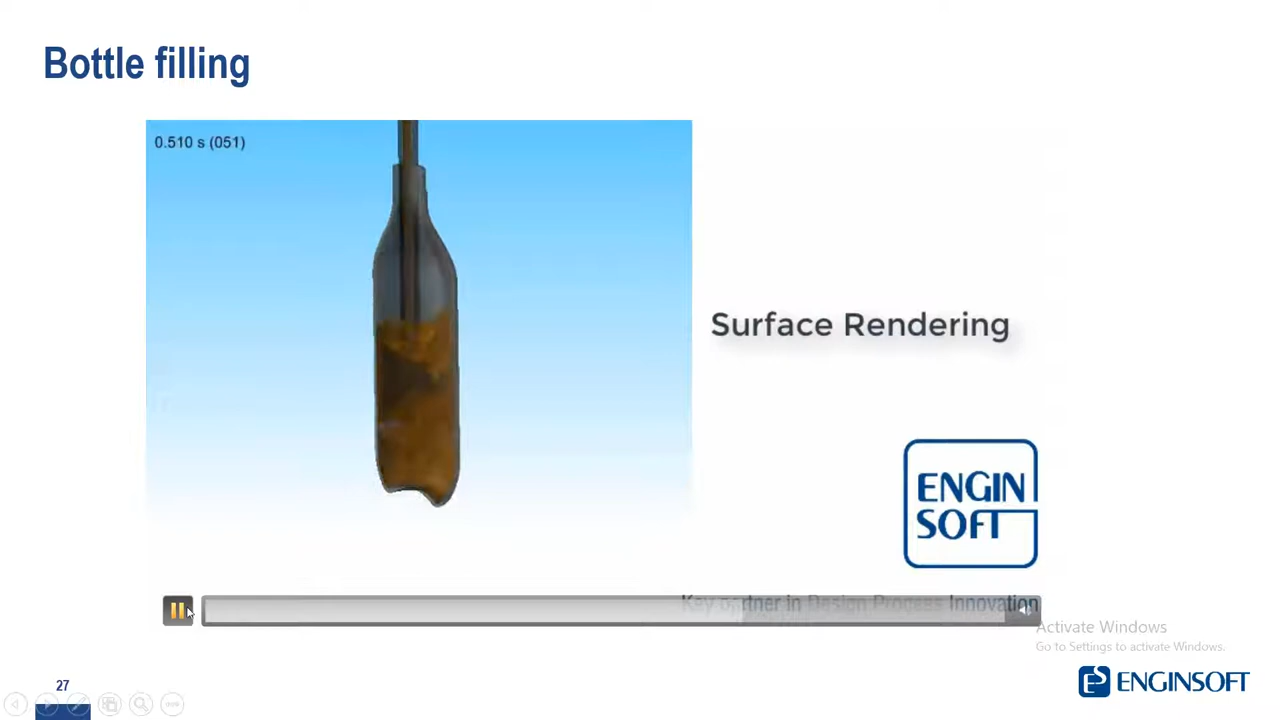 Bottle filling
0.510 s (051)
Surface Rendering
ENGIN
SOFT
Key partner in Design Process Innovation
Activate Windows
Go to Settings to activate Windows.
27
ENGINSOFT